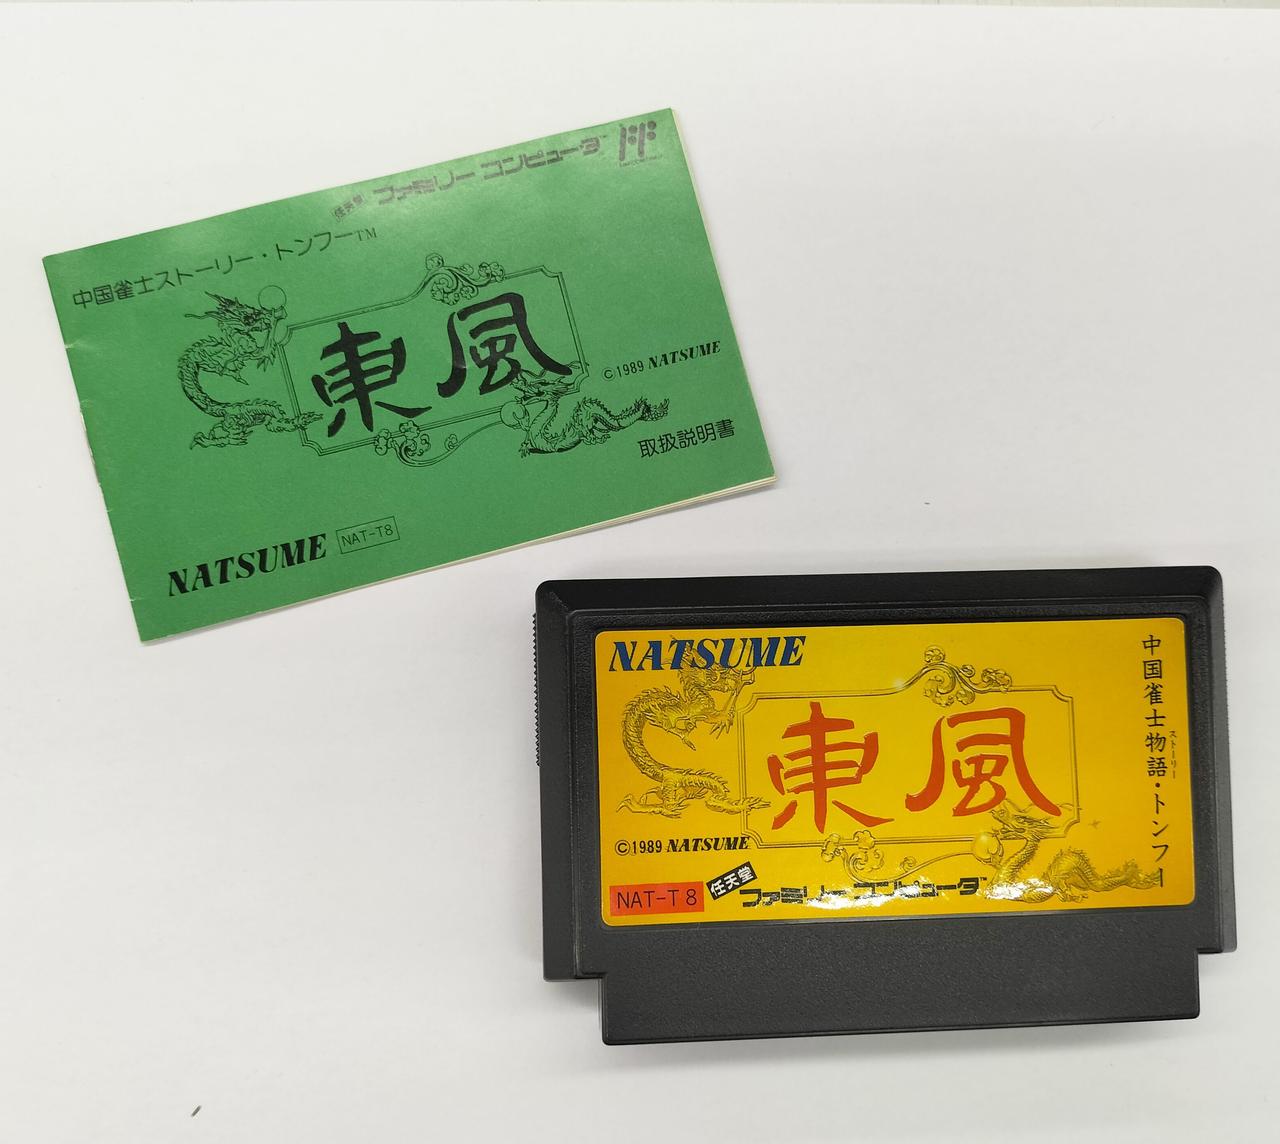 任天堂 ファミリー コンピュータ™
中国雀士ストーリー・トンフー™
東風
©1989 NATSUME
取扱説明書
NATSUME NAT-T8
NATSUME
中国雀士物語・トンフー
ストーリー
東風
©1989 NATSUME
NAT-T8 任天堂 ファミリー コンピュータ™